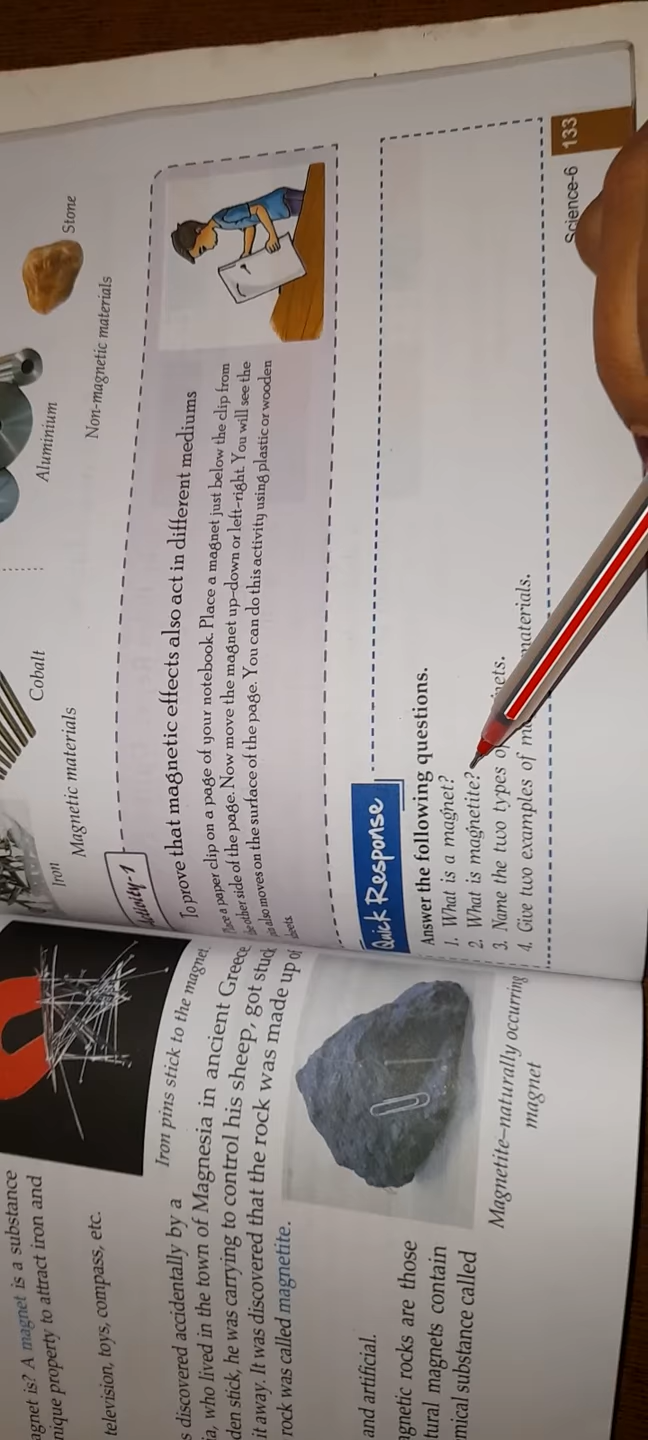 agnet is? A magnet is a substance
nique property to attract iron and
television, toys, compass, etc.
Iron pins stick to the magnet
s discovered accidentally by a
ia, who lived in the town of Magnesia in ancient Greece
den stick, he was carrying to control his sheep, got stuck
it away. It was discovered that the rock was made up of
rock was called magnetite.
and artificial.
gnetic rocks are those
tural magnets contain
mical substance called
Magnetite–naturally occurring
magnet
Iron
Cobalt
Aluminium
Stone
Magnetic materials
Non-magnetic materials
Activity-1
To prove that magnetic effects also act in different mediums
Place a paper clip on a page of your notebook. Place a magnet just below the clip from
the other side of the page. Now move the magnet up-down or left-right. You will see the
also moves on the surface of the page. You can do this activity using plastic or wooden
sheets.
Quick Response
Answer the following questions.
1. What is a magnet?
2. What is magnetite?
3. Name the two types of nets.
4. Give two examples of materials.
Science-6 133